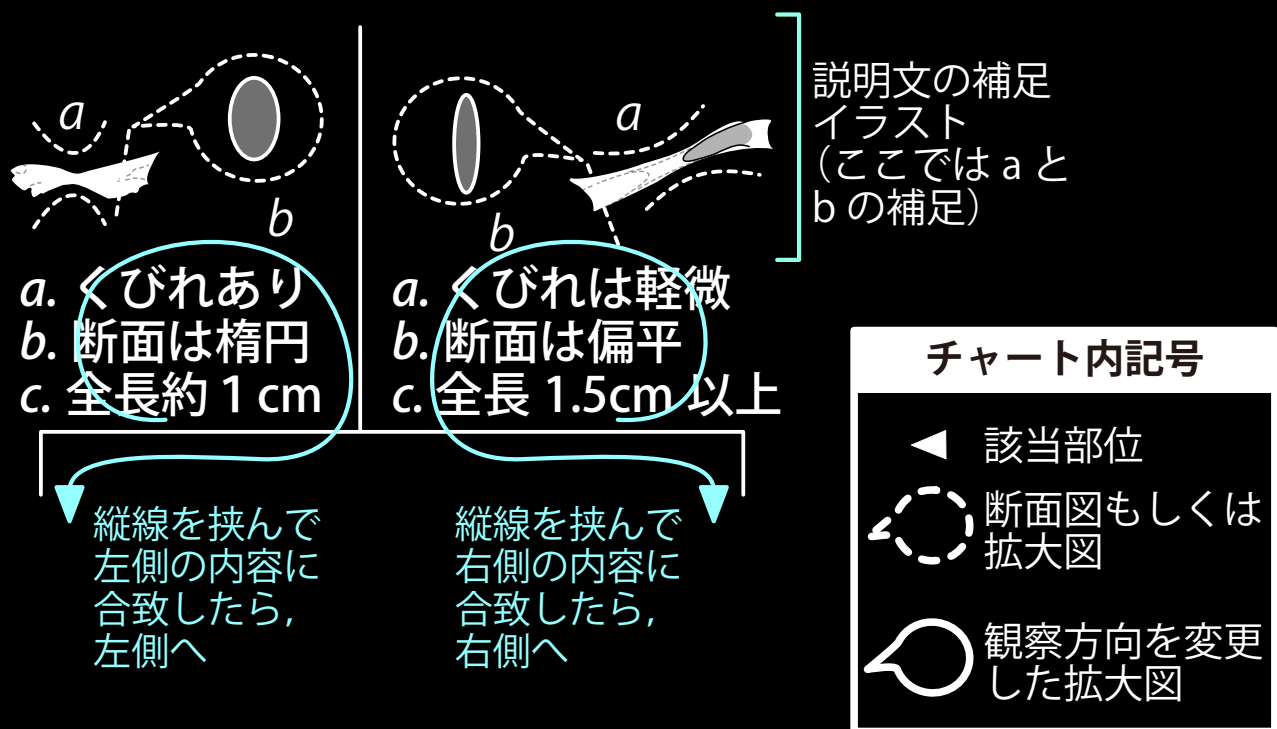 a
b
a. くびれあり
b. 断面は楕円
c. 全長約 1 cm
a
b
a. くびれは軽微
b. 断面は偏平
c. 全長 1.5cm 以上
説明文の補足
イラスト
（ここでは a と
b の補足）
縦線を挟んで
左側の内容に
合致したら,
左側へ
縦線を挟んで
右側の内容に
合致したら,
右側へ
チャート内記号
該当部位
断面図もしくは
拡大図
観察方向を変更
した拡大図